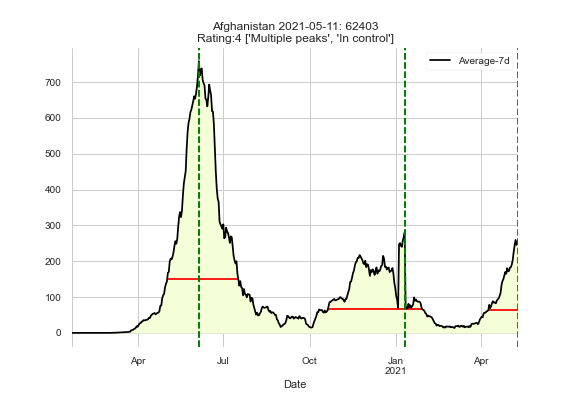 Afghanistan 2021-05-11: 62403
Rating:4 ['Multiple peaks', 'In control']
Average-7d
700
600
500
400
300
200
100
0
Apr
Jul
Oct
Jan
2021
Apr
Date